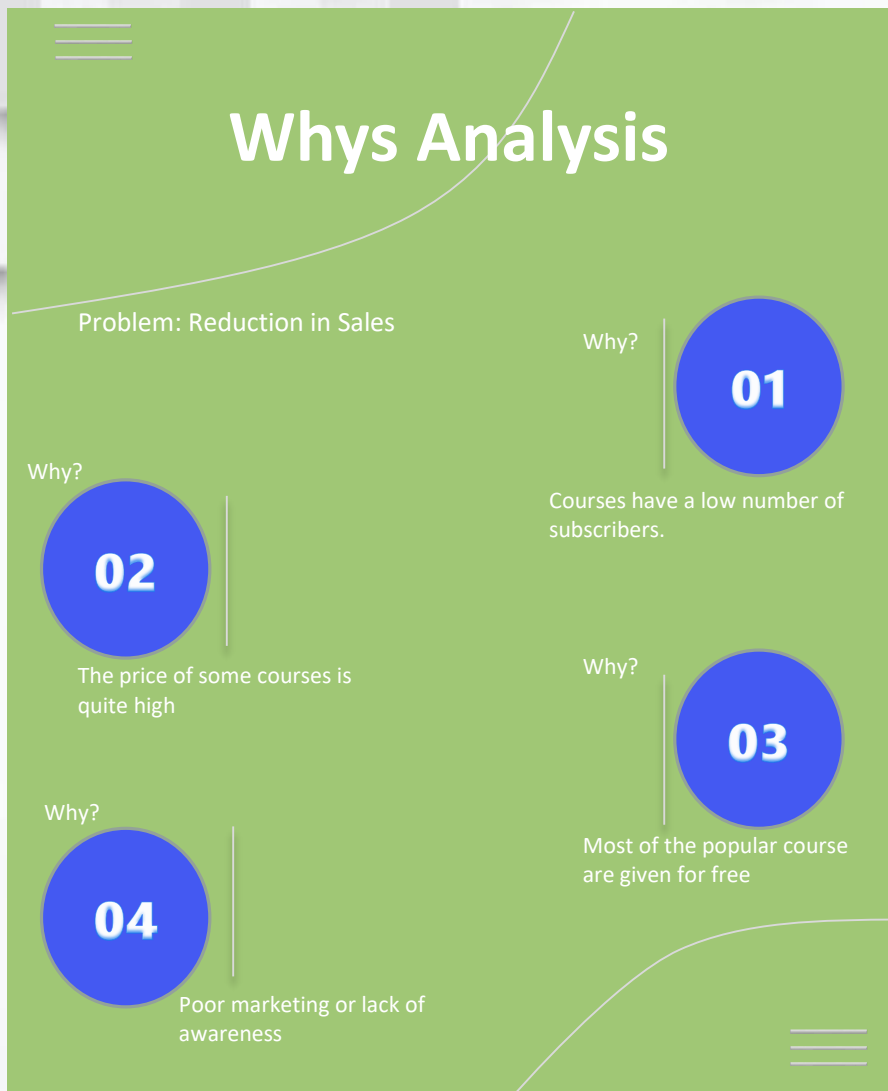 Whys Analysis
Problem: Reduction in Sales
Why?
01
Courses have a low number of
subscribers.
Why?
02
The price of some courses is
quite high
Why?
03
Most of the popular course
are given for free
Why?
04
Poor marketing or lack of
awareness